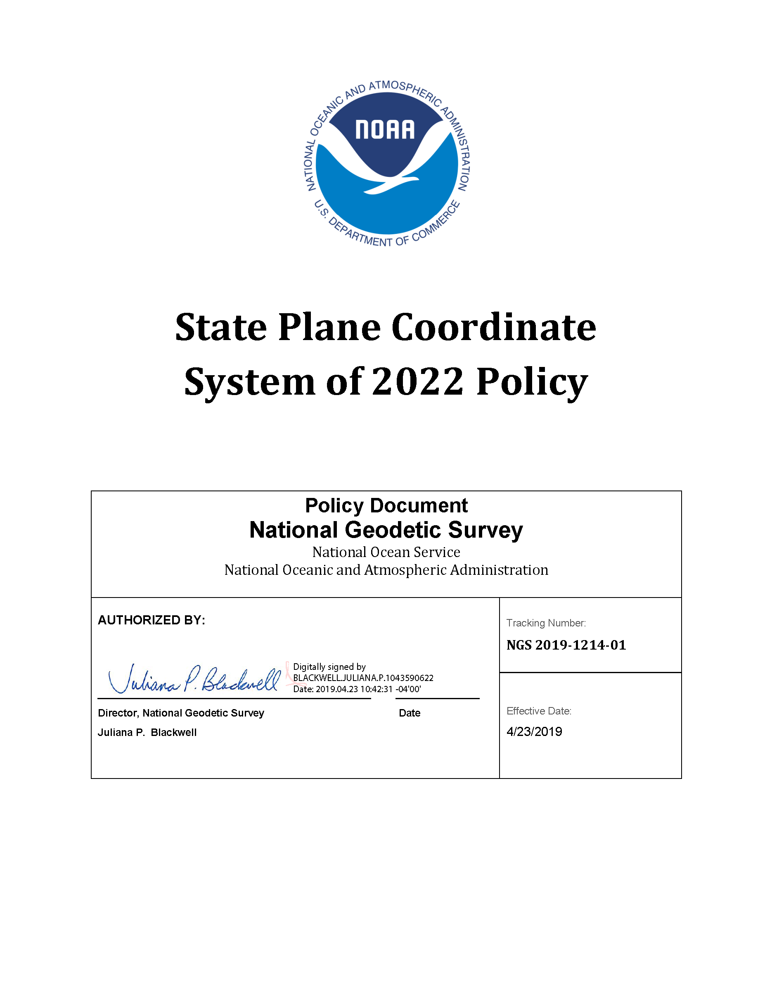 NATIONAL OCEANIC AND ATMOSPHERIC ADMINISTRATION
NOAA
U.S. DEPARTMENT OF COMMERCE
State Plane Coordinate
System of 2022 Policy
Policy Document
National Geodetic Survey
National Ocean Service
National Oceanic and Atmospheric Administration
AUTHORIZED BY:
Juliana P. Blackwell
Digitally signed by
BLACKWELL.JULIANA.P.1043590622
Date: 2019.04.23 10:42:31 -04'00'
Director, National Geodetic Survey
Date
Juliana P. Blackwell
Tracking Number:
NGS 2019-1214-01
Effective Date:
4/23/2019